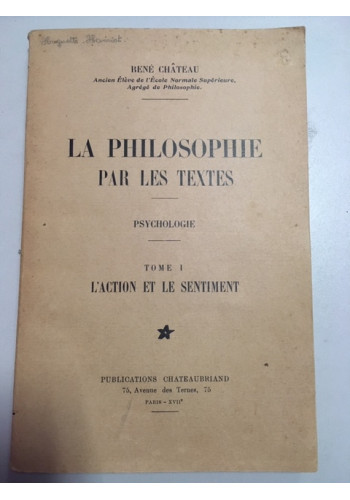 RENÉ CHÂTEAU
Ancien Élève de l'École Normale Supérieure,
Agrégé de Philosophie.
LA PHILOSOPHIE
PAR LES TEXTES
PSYCHOLOGIE
TOME I
L'ACTION ET LE SENTIMENT
PUBLICATIONS CHATEAUBRIAND
75, Avenue des Ternes, 75
PARIS - XVIIe